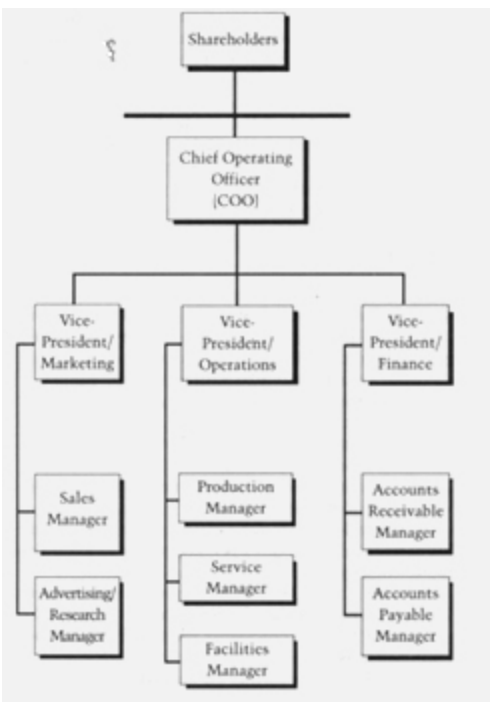 ?
Shareholders
Chief Operating
Officer
[COO]
Vice-
President/
Marketing
Vice-
President/
Operations
Vice-
President/
Finance
Sales
Manager
Advertising/
Research
Manager
Production
Manager
Service
Manager
Facilities
Manager
Accounts
Receivable
Manager
Accounts
Payable
Manager